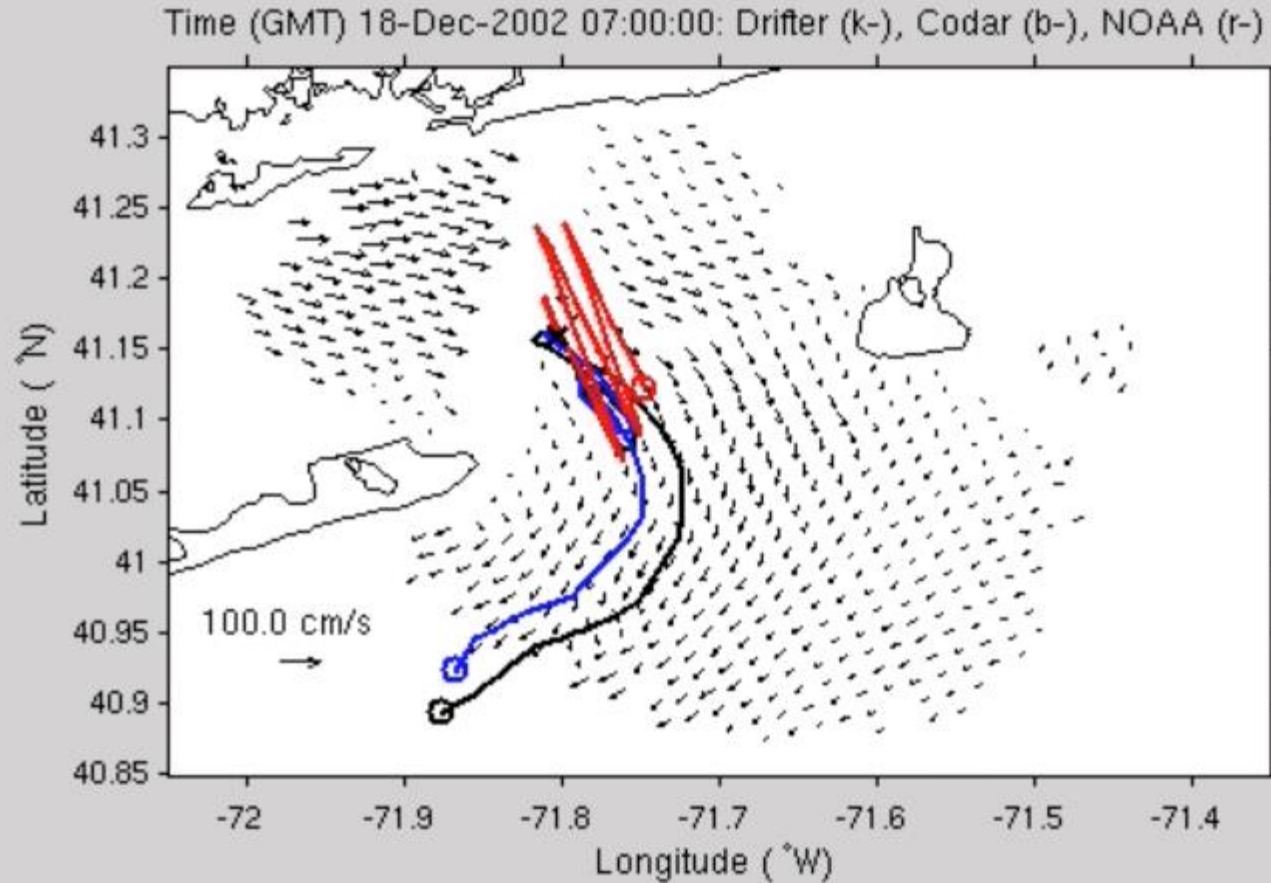 Time (GMT) 18-Dec-2002 07:00:00: Drifter (k-), Codar (b-), NOAA (r-)
41.3
41.25
41.2
41.15
41.1
41.05
41
40.95
40.9
40.85
Latitude ( °N)
100.0 cm/s
-72 -71.9 -71.8 -71.7 -71.6 -71.5 -71.4
Longitude ( °W)